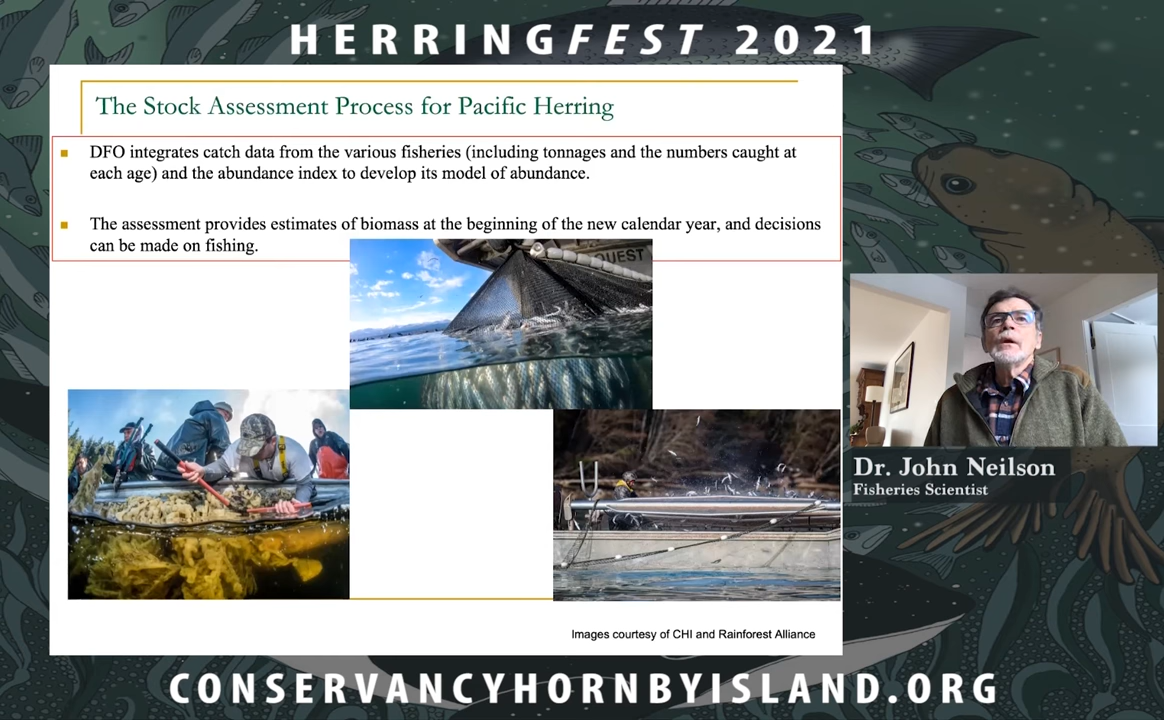 HERRINGFEST 2021
The Stock Assessment Process for Pacific Herring
DFO integrates catch data from the various fisheries (including tonnages and the numbers caught at
each age) and the abundance index to develop its model of abundance.
The assessment provides estimates of biomass at the beginning of the new calendar year, and decisions
can be made on fishing.
QUEST
Dr. John Neilson
Fisheries Scientist
Images courtesy of CHI and Rainforest Alliance
CONSERVANCYHORNBYISLAND.ORG